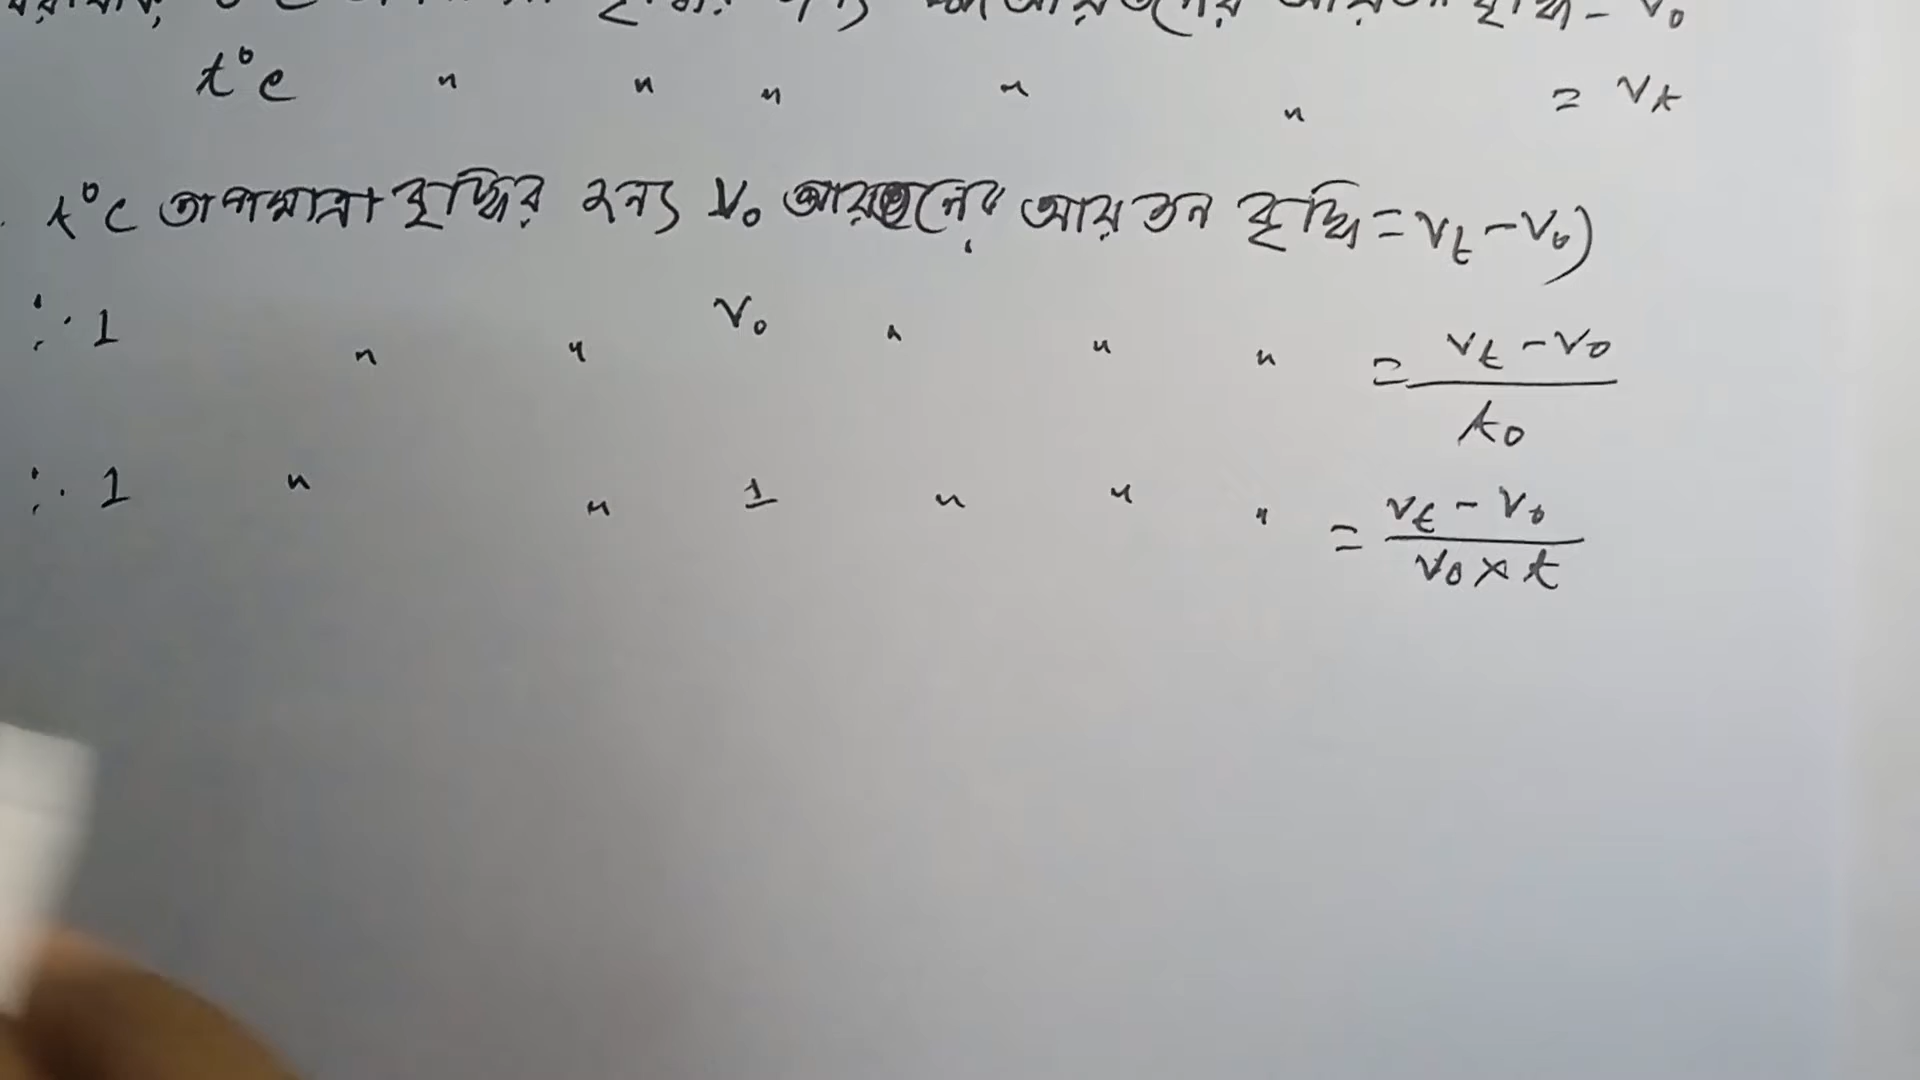 = V₀
t°C " " " " " = Vt
t°C তাপমাত্রা বৃদ্ধির জন্য V₀ আয়তনের আয়তন বৃদ্ধি = Vt - V₀)
∴ 1 " " V₀ " " " = (Vt - V₀)/t₀
∴ 1 " " 1 " " " = (Vt - V₀)/(V₀ × t)